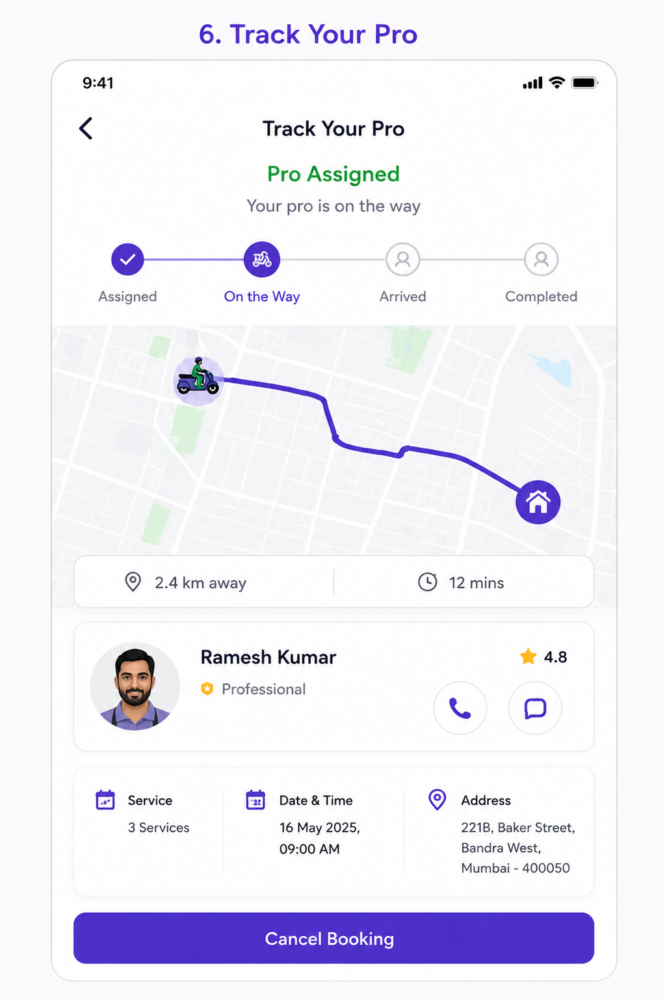 6. Track Your Pro
9:41
Track Your Pro
Pro Assigned
Your pro is on the way
Assigned
On the Way
Arrived
Completed
2.4 km away
12 mins
Ramesh Kumar
4.8
Professional
Service
3 Services
Date & Time
16 May 2025,
09:00 AM
Address
221B, Baker Street,
Bandra West,
Mumbai - 400050
Cancel Booking